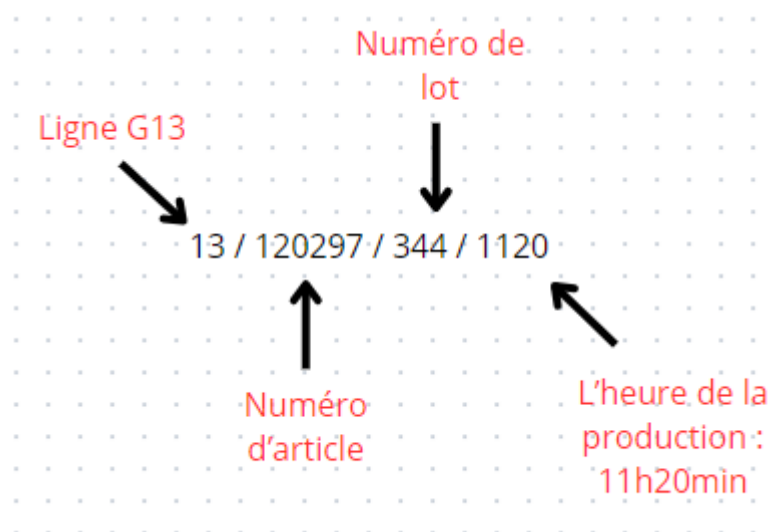 Numéro de
lot
Ligne G13
13 / 120297 / 344 / 1120
Numéro
d'article
L'heure de la
production :
11h20min